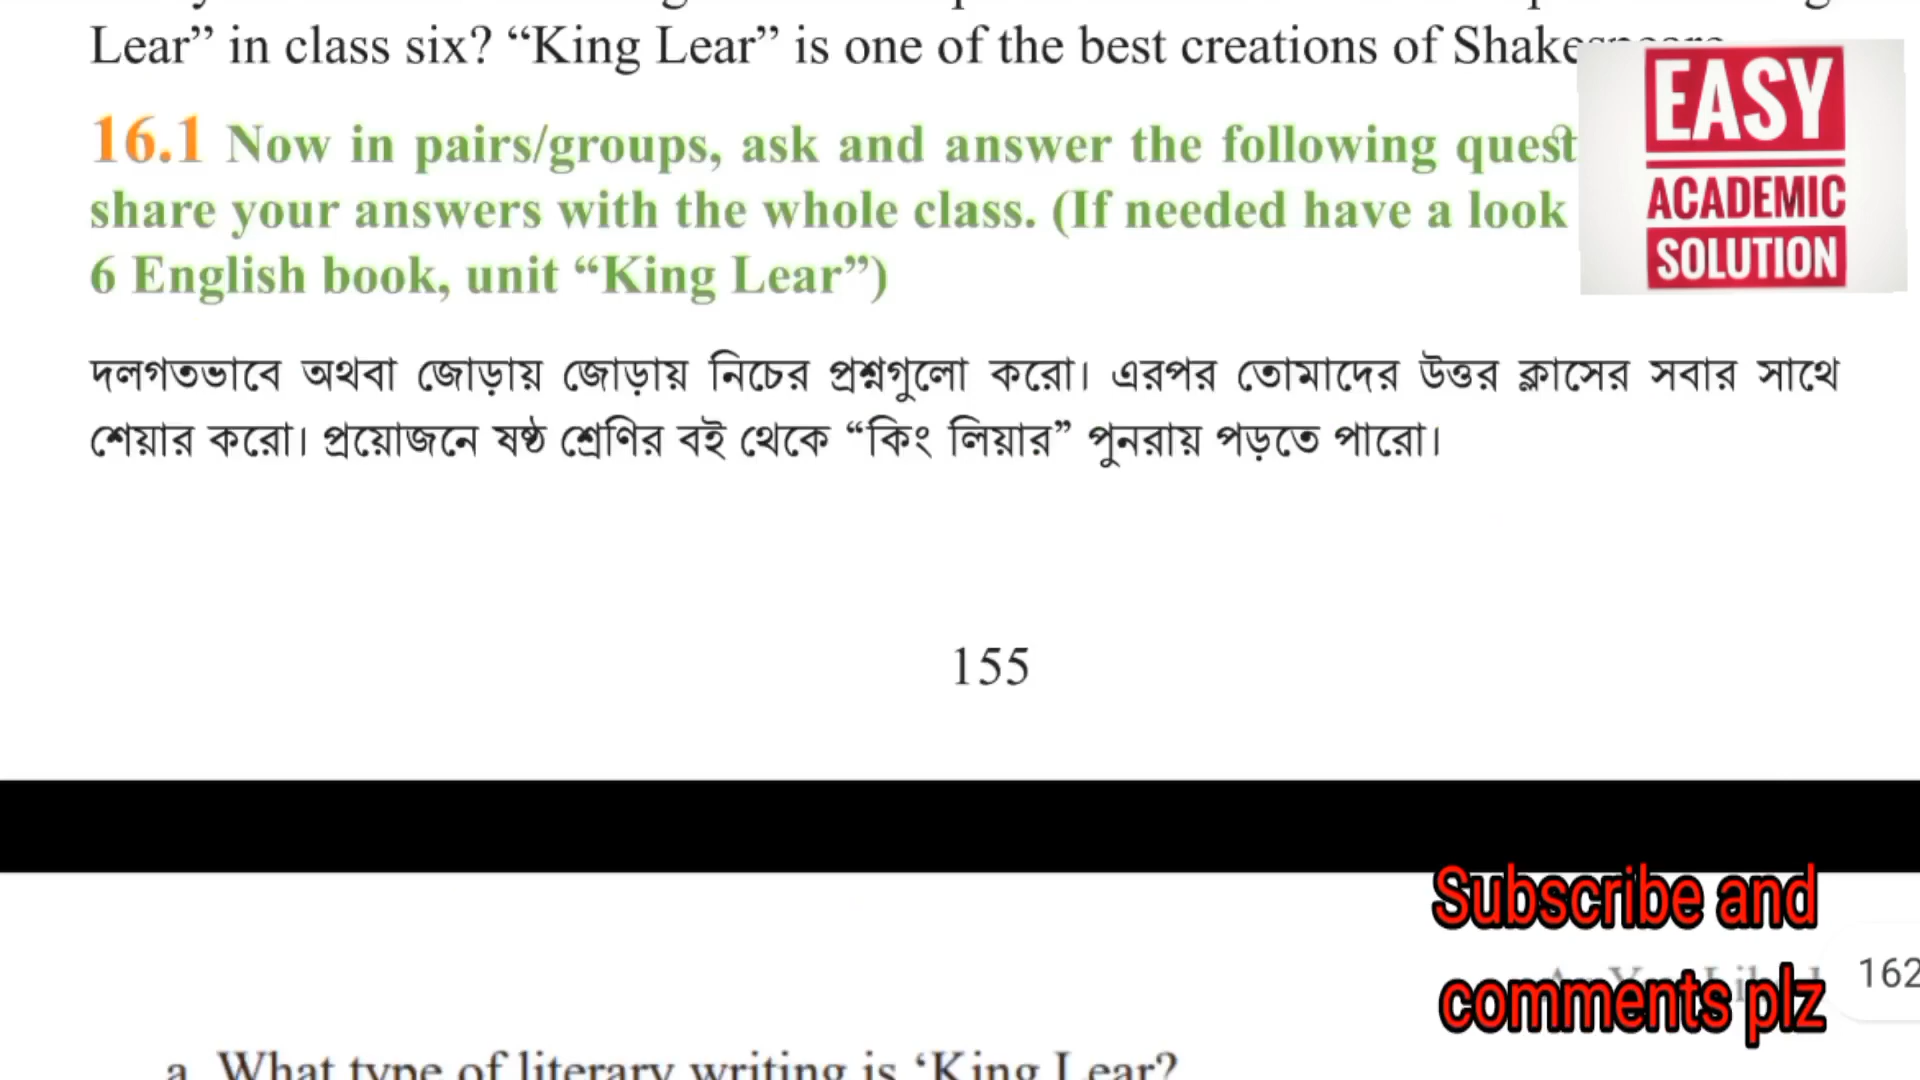 Lear” in class six? “King Lear” is one of the best creations of
EASY
ACADEMIC
SOLUTION
16.1 Now in pairs/groups, ask and answer the following
share your answers with the whole class. (If needed have a look
6 English book, unit “King Lear”)
দলগতভাবে অথবা জোড়ায় জোড়ায় নিচের প্রশ্নগুলো করো। এরপর তোমাদের উত্তর ক্লাসের সবার সাথে
শেয়ার করো। প্রয়োজনে ষষ্ঠ শ্রেণির বই থেকে “কিং লিয়ার” পুনরায় পড়তে পারো।
155
Subscribe and
comments plz
162
a. What type of literary writing is ‘King Lear?